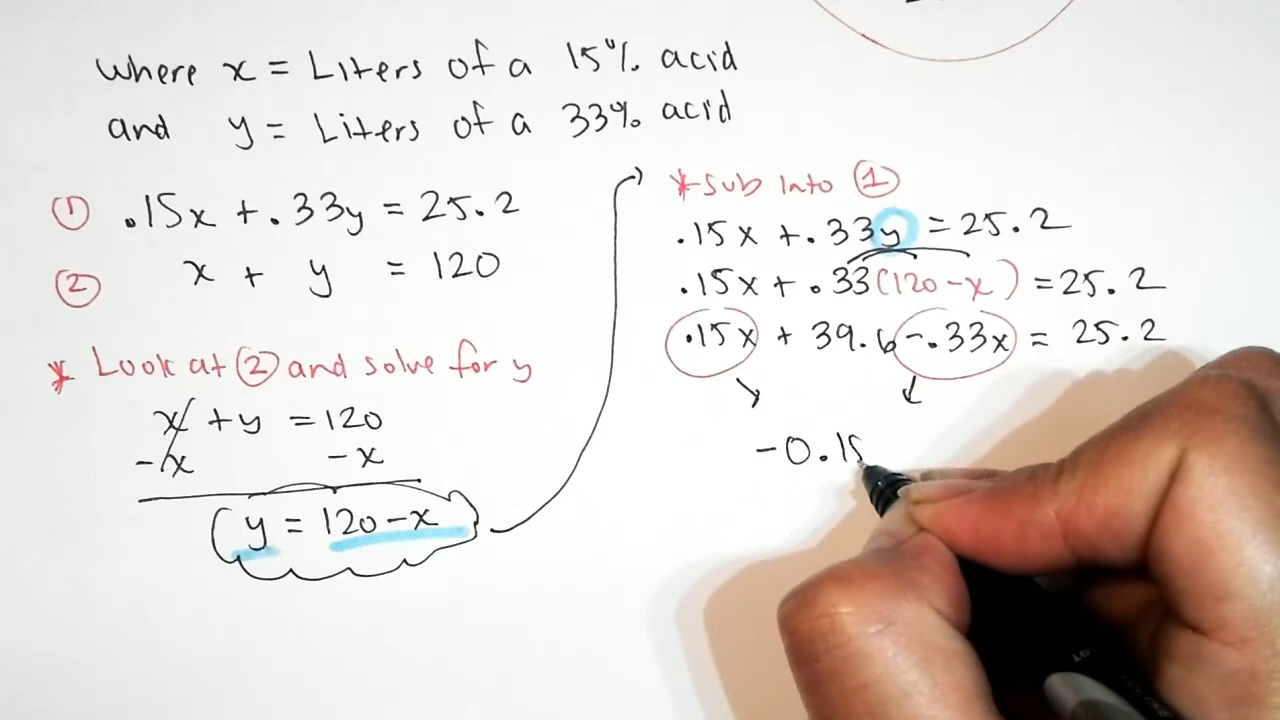 where x = Liters of a 15% acid
and y = Liters of a 33% acid
① .15x + .33y = 25.2
② x + y = 120
* Look at ② and solve for y
x + y = 120
-x -x
y = 120 - x
* sub into ①
.15x + .33y = 25.2
.15x + .33(120 - x) = 25.2
.15x + 39.6 - .33x = 25.2
-0.1